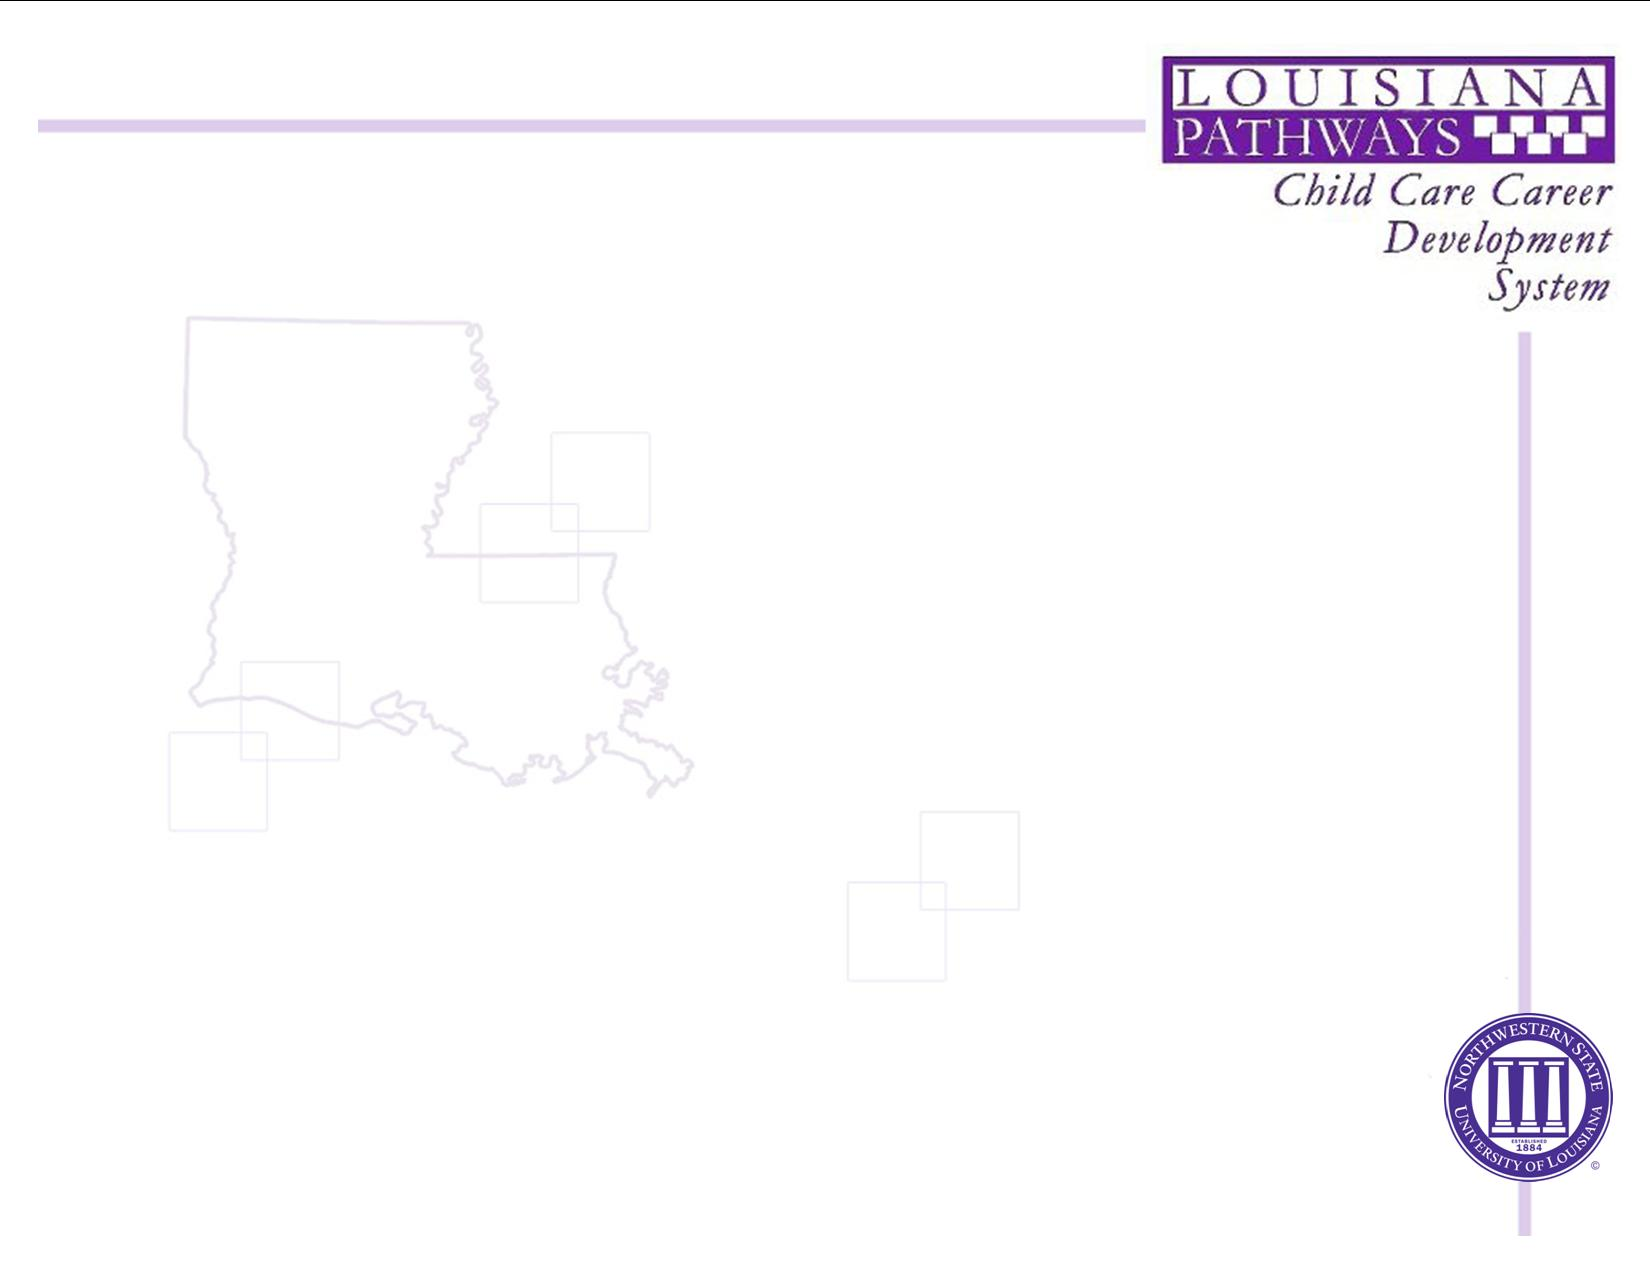 LOUISIANA
PATHWAYS
Child Care Career
Development
System
NORTHWESTERN STATE
UNIVERSITY OF LOUISIANA
ESTABLISHED
1884
©